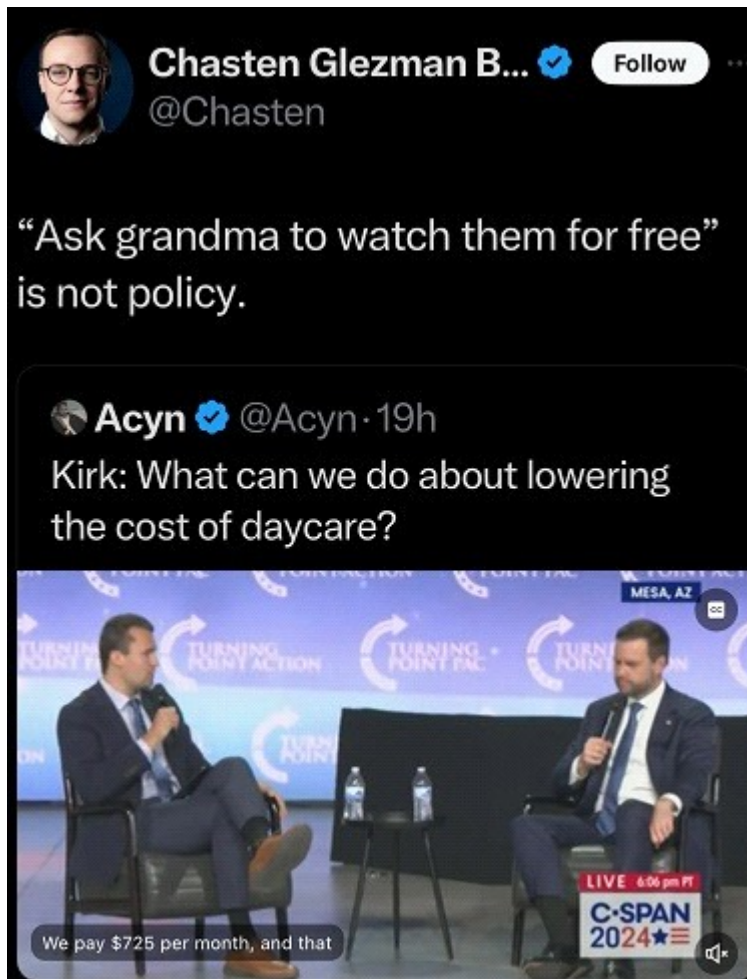 Chasten Glezman B...
Follow
@Chasten
“Ask grandma to watch them for free”
is not policy.
Acyn @Acyn · 19h
Kirk: What can we do about lowering
the cost of daycare?
MESA, AZ
CC
TURNING
POINT ACTION
TURNING
POINT PAC
LIVE 6:06 pm PT
C-SPAN
2024
We pay $725 per month, and that